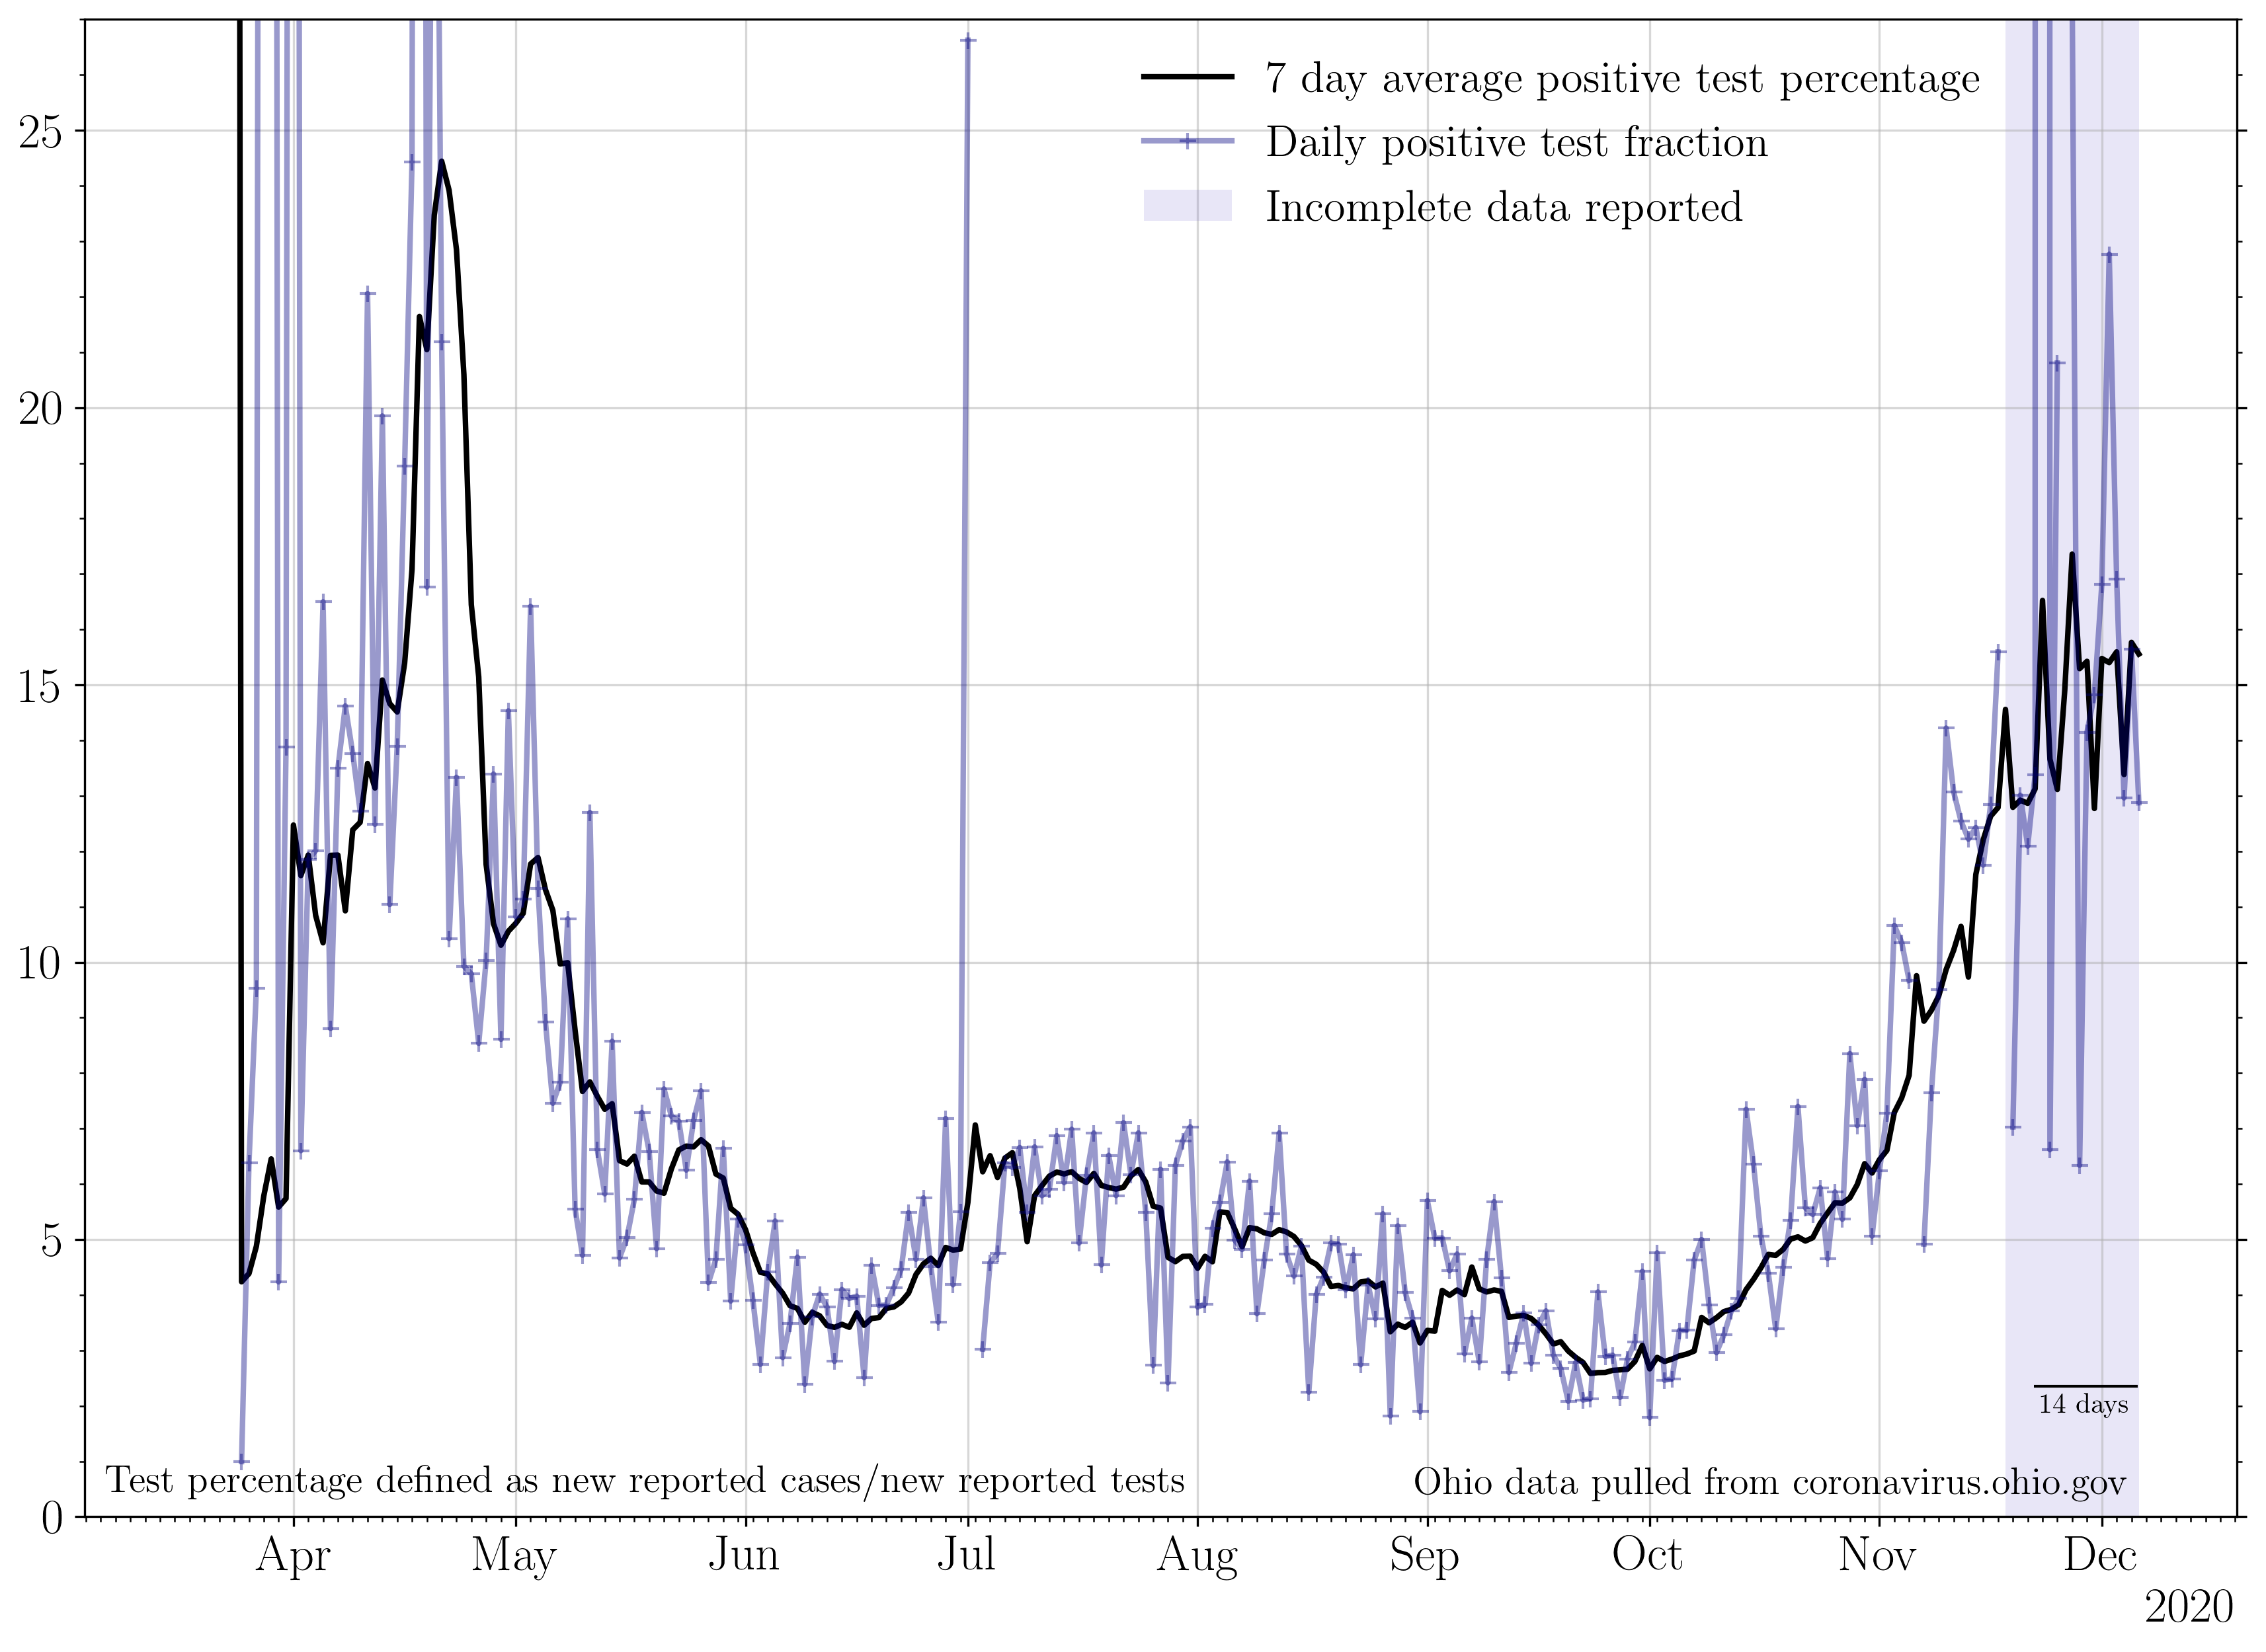 7 day average positive test percentage
Daily positive test fraction
Incomplete data reported
25
20
15
10
5
0
14 days
Test percentage defined as new reported cases/new reported tests
Ohio data pulled from coronavirus.ohio.gov
Apr May Jun Jul Aug Sep Oct Nov Dec
2020